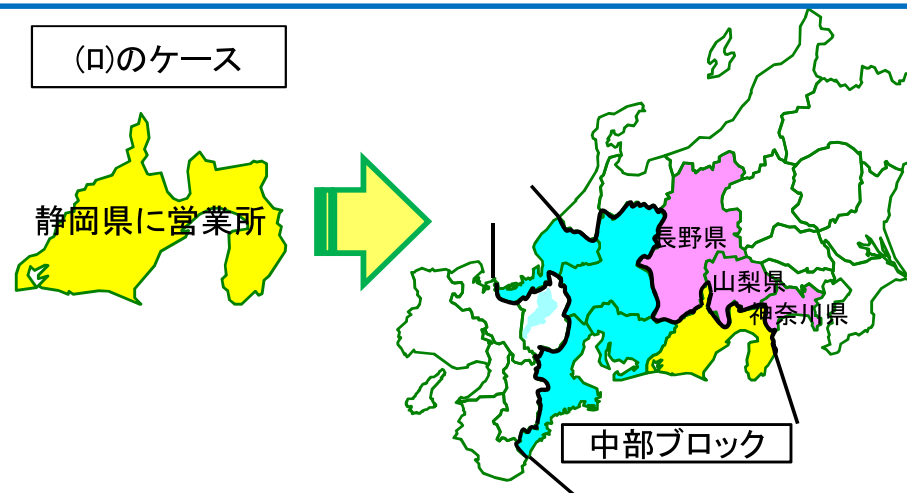 (ロ)のケース
静岡県に営業所
長野県
山梨県
神奈川県
中部ブロック